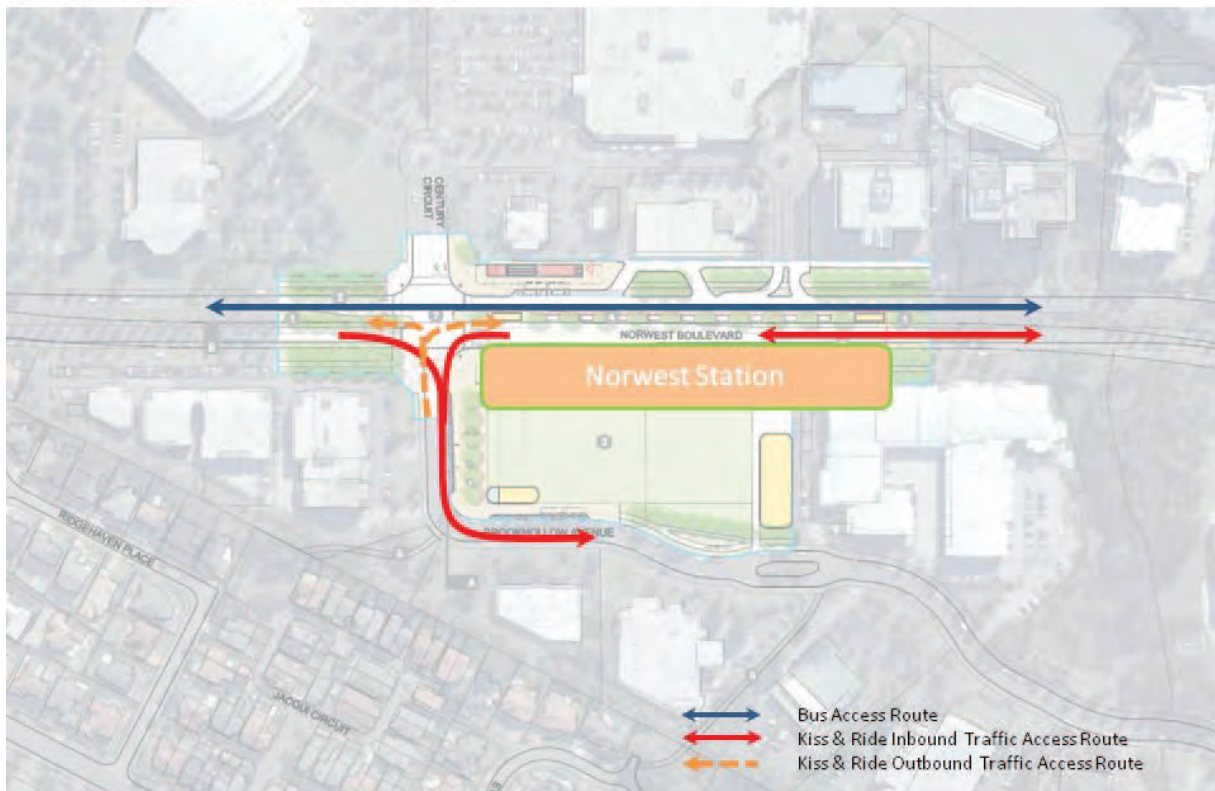 CENTURY
CIRCUIT
NORWEST BOULEVARD
Norwest Station
3
BROOKHOLLOW AVENUE
RIDGEHAVEN PLACE
A
JACQUI CIRCUIT
Bus Access Route
Kiss & Ride Inbound Traffic Access Route
Kiss & Ride Outbound Traffic Access Route